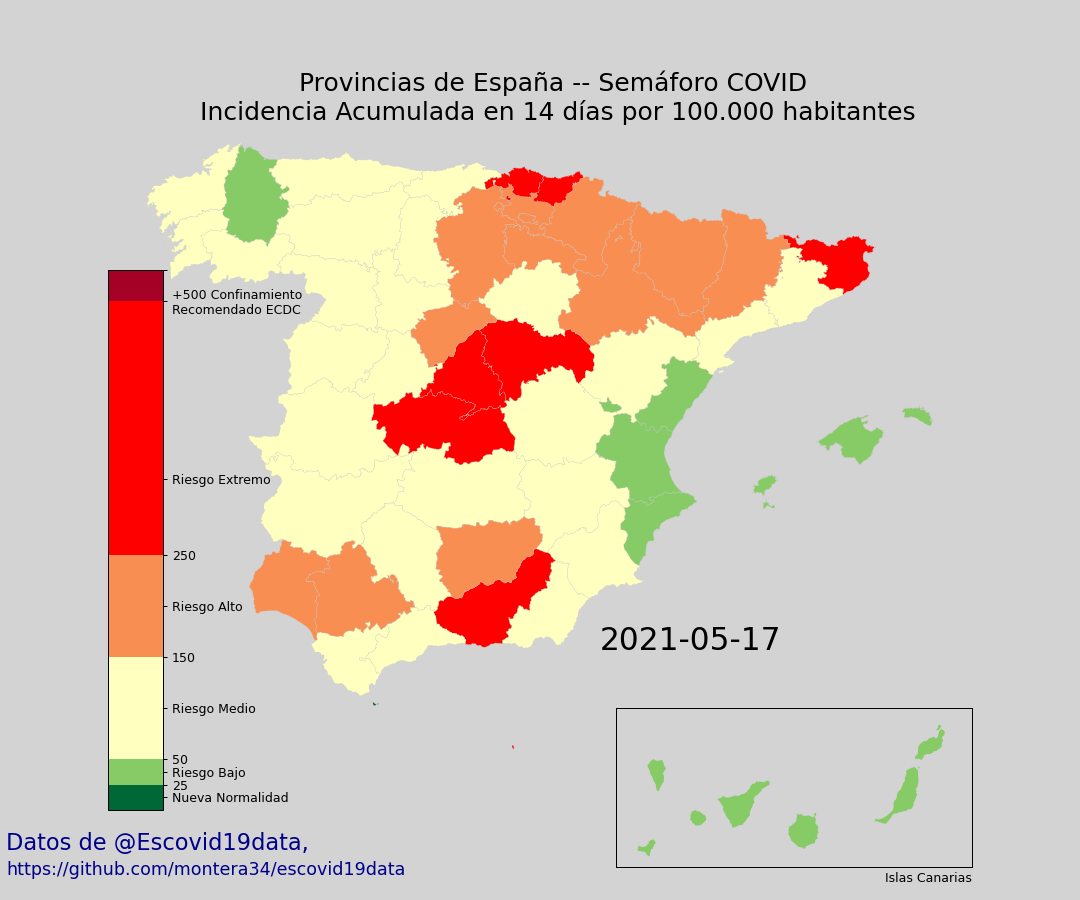 Provincias de España -- Semáforo COVID
Incidencia Acumulada en 14 días por 100.000 habitantes
+500 Confinamiento
Recomendado ECDC
Riesgo Extremo
250
Riesgo Alto
150
Riesgo Medio
50
Riesgo Bajo
25
Nueva Normalidad
2021-05-17
Islas Canarias
Datos de @Escovid19data,
https://github.com/montera34/escovid19data